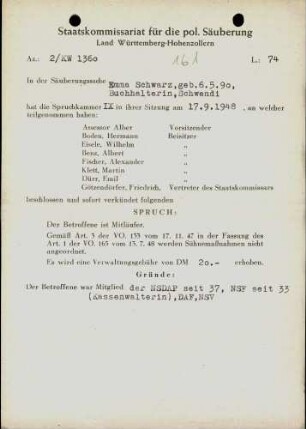 Staatskommissariat für die pol. Säuberung
Land Württemberg-Hohenzollern
Az.: 2/KW 1360
161
L: 74
In der Säuberungssache Emma Schwarz,geb.6.5.90,
Buchhalterin,Schwandi
hat die Spruchkammer IX in ihrer Sitzung am 17.9.1948 , an welcher
teilgenommen haben:
Assessor Alber Vorsitzender
Boden, Hermann Beisitzer
Eisele, Wilhelm „
Benz, Albert „
Fischer, Alexander „
Klett, Martin „
Dürr, Emil „
Götzendörfer, Friedrich, Vertreter des Staatskommissars
beschlossen und sofort verkündet folgenden
SPRUCH:
Der Betroffene ist Mitläufer.
Gemäß Art. 3 der VO. 133 vom 17. 11. 47 in der Fassung des
Art. 1 der VO. 165 vom 13. 7. 48 werden Sühnemaßnahmen nicht
angeordnet.
Es wird eine Verwaltungsgebühr von DM 20.- erhoben.
Gründe:
Der Betroffene war Mitglied der NSDAP seit 37, NSF seit 33
(Kassenwalterin),DAF,NSV